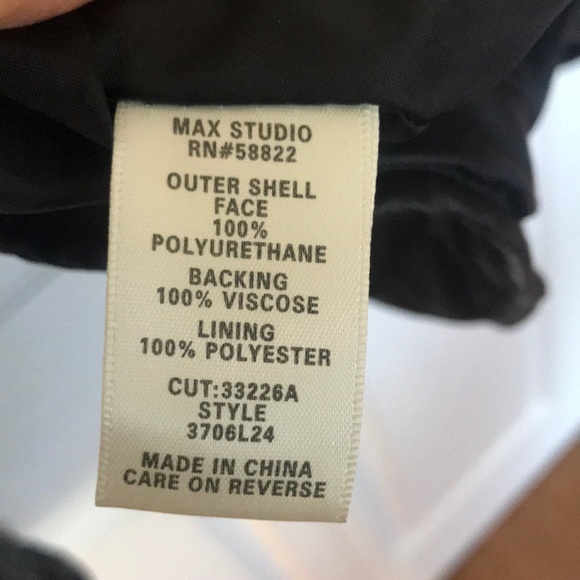 MAX STUDIO
RN#58822
OUTER SHELL
FACE
100%
POLYURETHANE
BACKING
100% VISCOSE
LINING
100% POLYESTER
CUT:33226A
STYLE
3706L24
MADE IN CHINA
CARE ON REVERSE